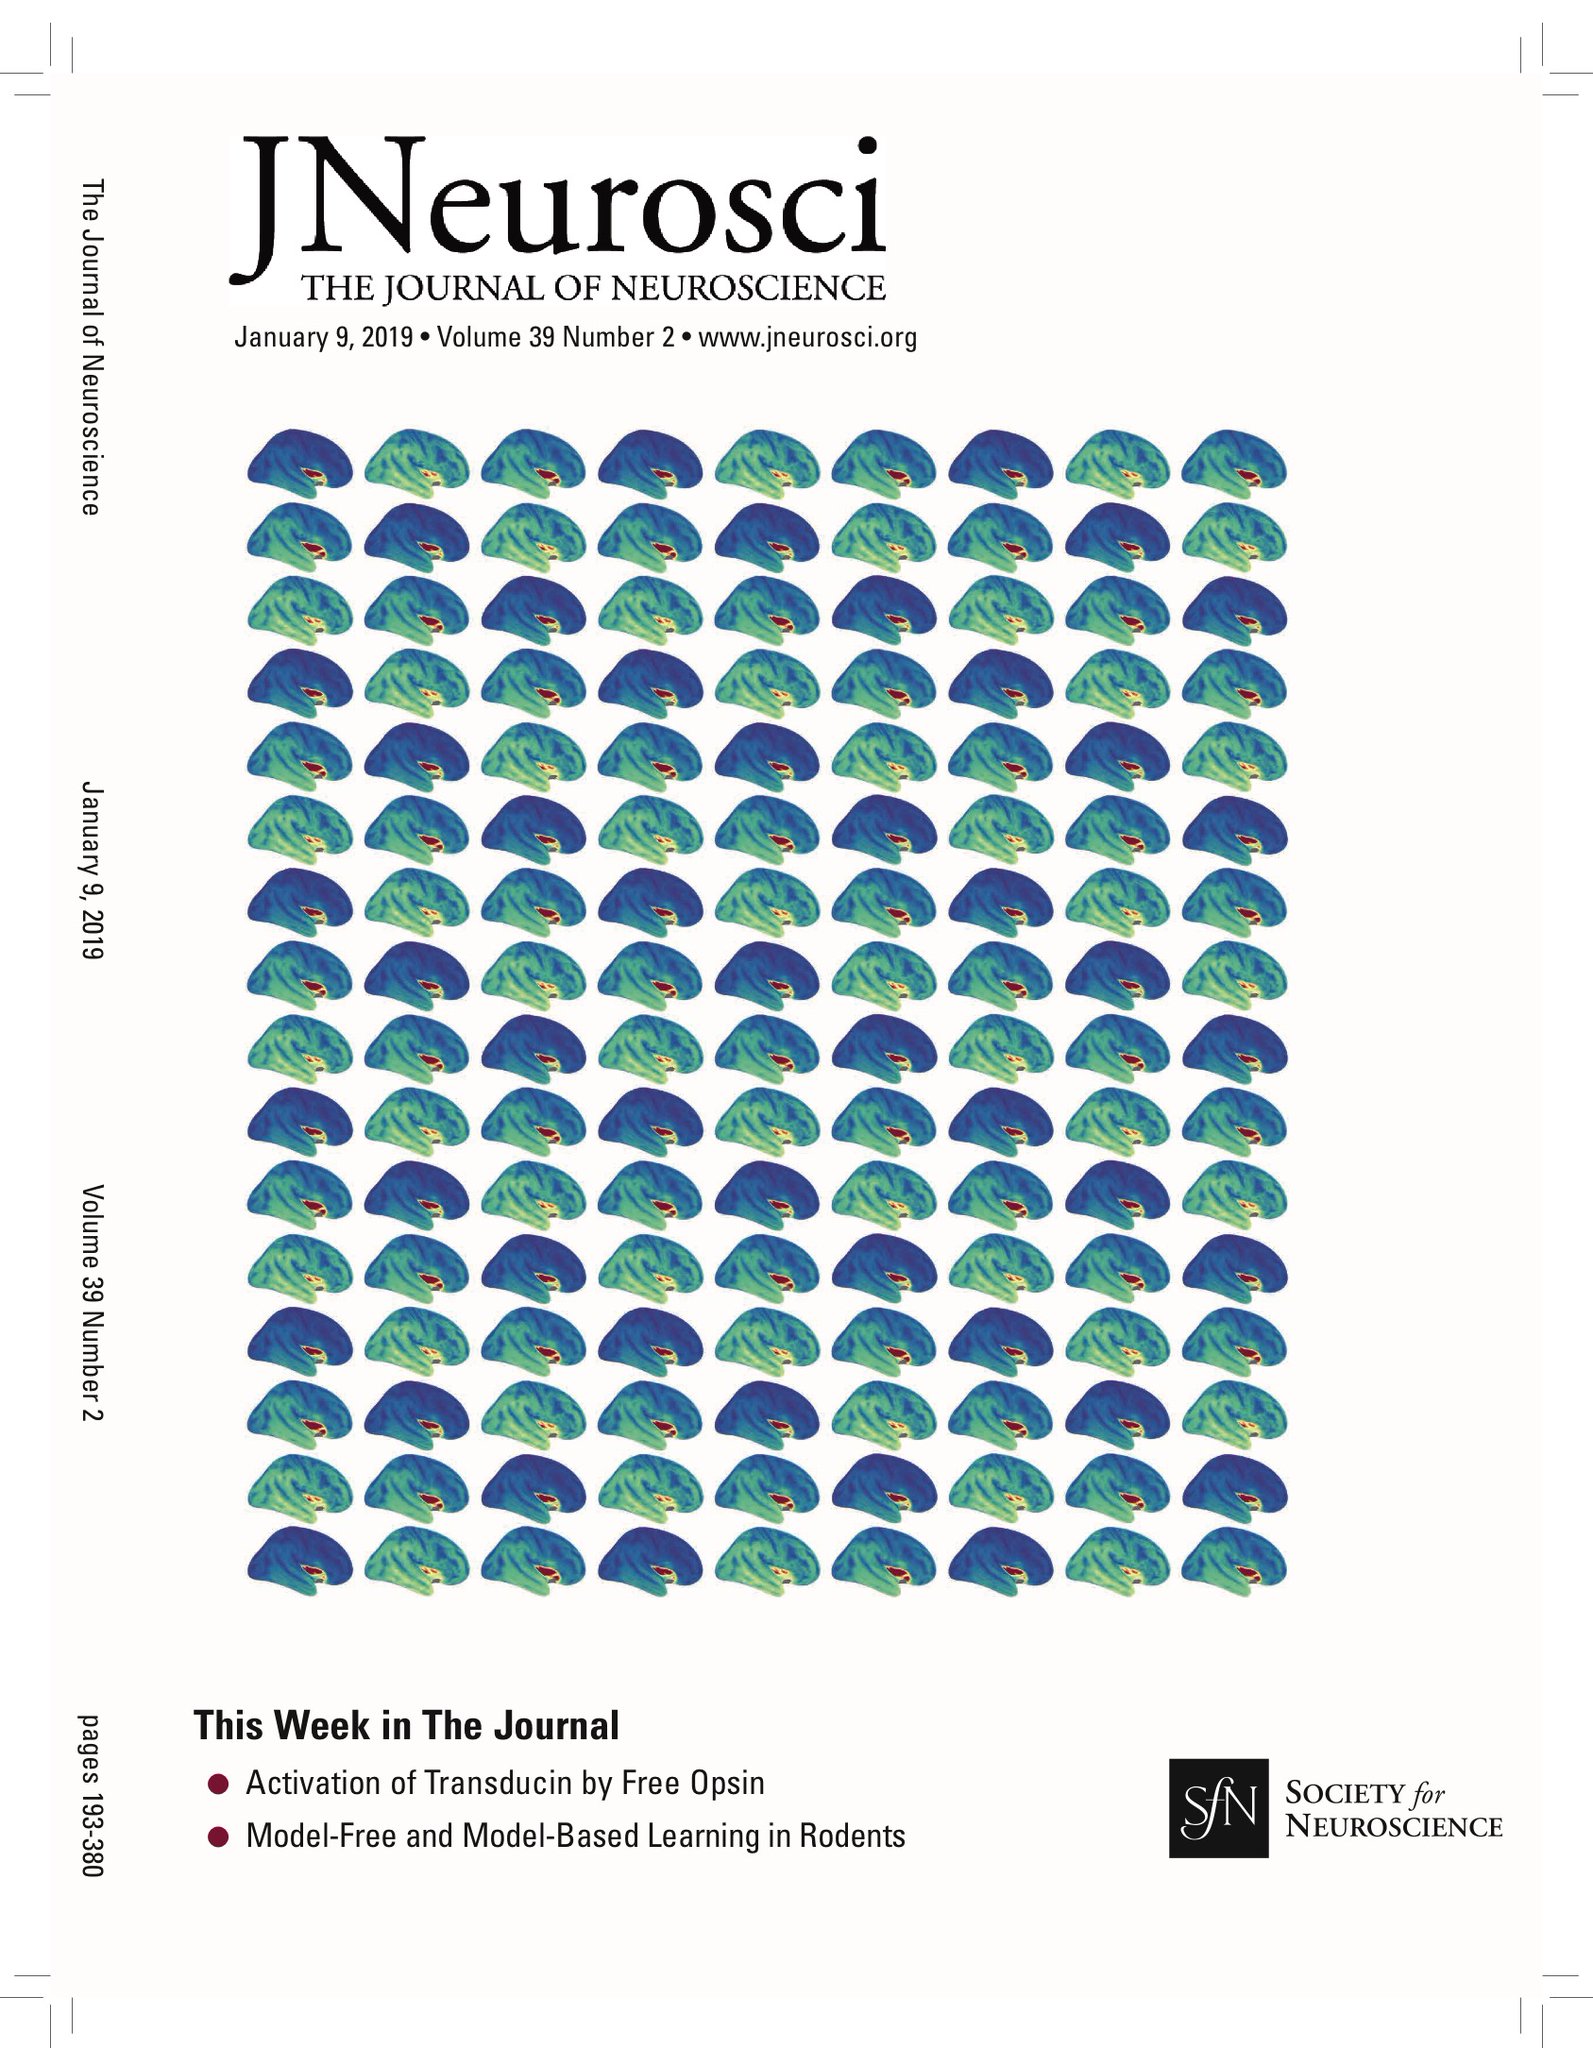 JNeurosci
THE JOURNAL OF NEUROSCIENCE
January 9, 2019 • Volume 39 Number 2 • www.jneurosci.org
The Journal of Neuroscience
January 9, 2019
Volume 39 Number 2
pages 193-380
This Week in The Journal
● Activation of Transducin by Free Opsin
● Model-Free and Model-Based Learning in Rodents
SfN
SOCIETY for
NEUROSCIENCE